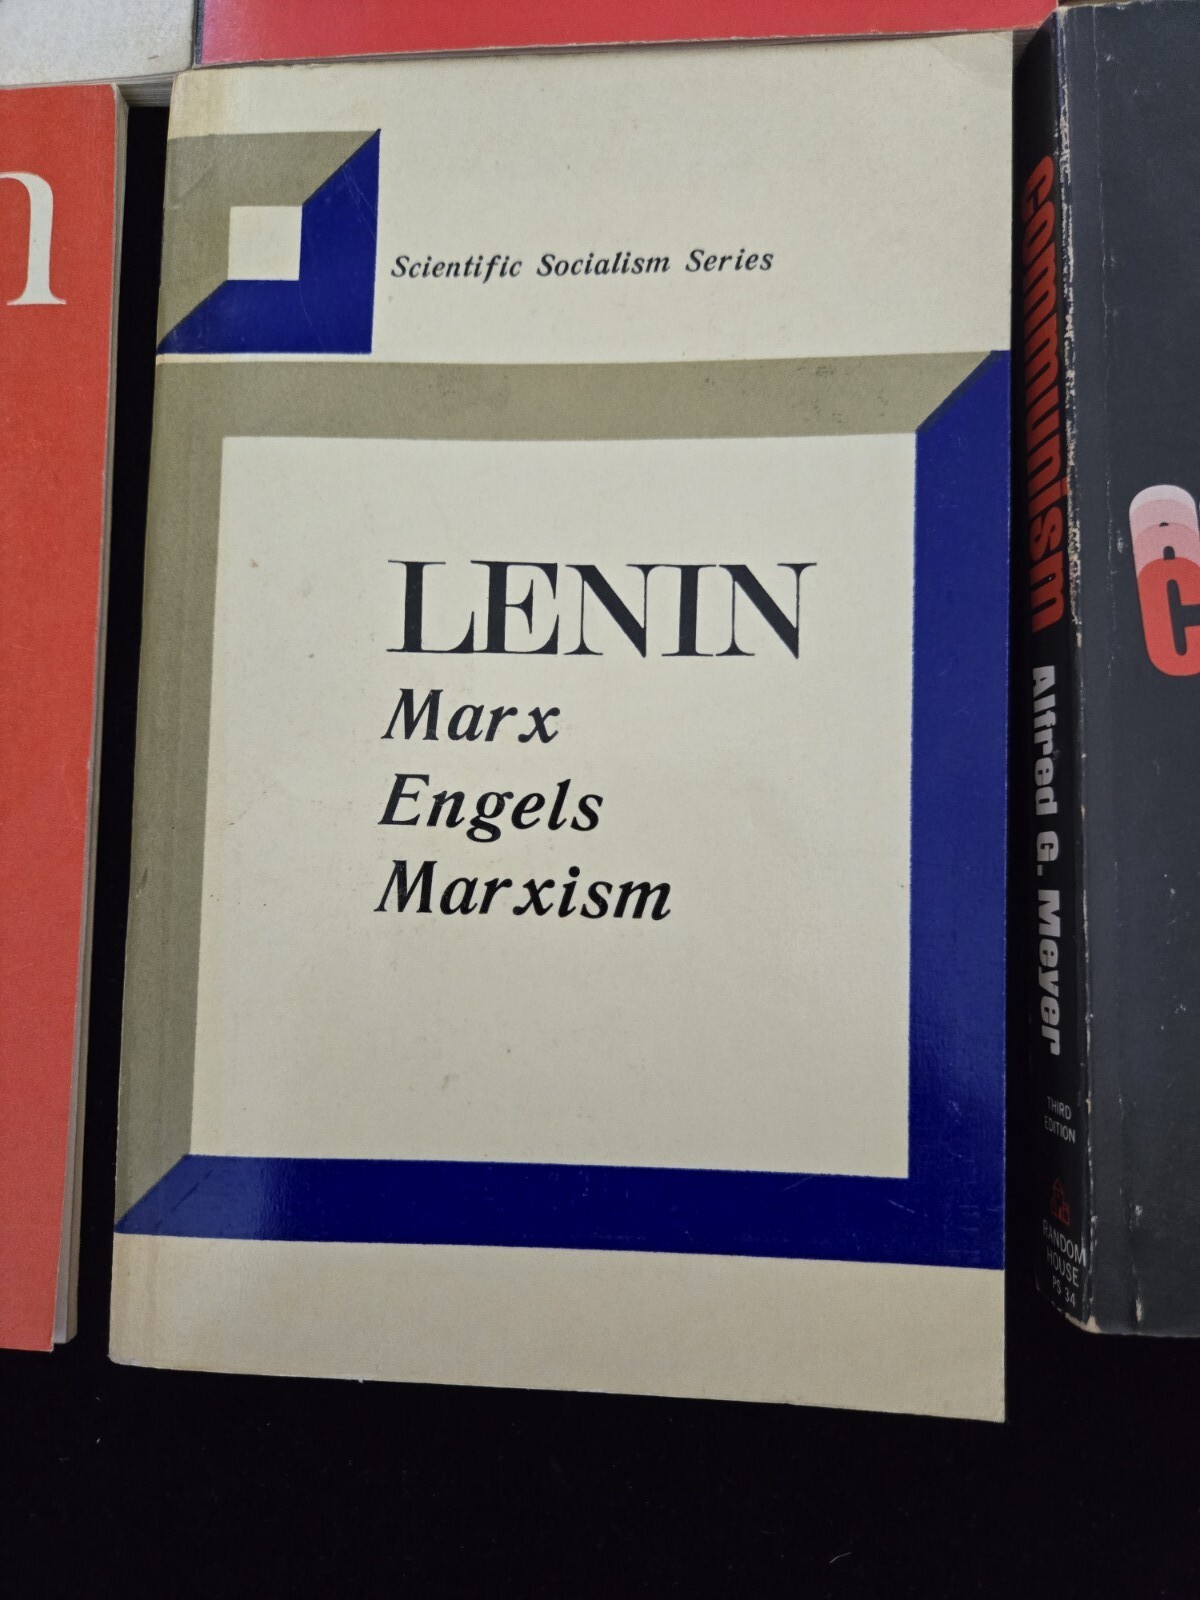 n
Scientific Socialism Series
LENIN
Marx
Engels
Marxism
communism
Alfred G. Meyer
THIRD
EDITION
RANDOM
HOUSE
PS 34
C